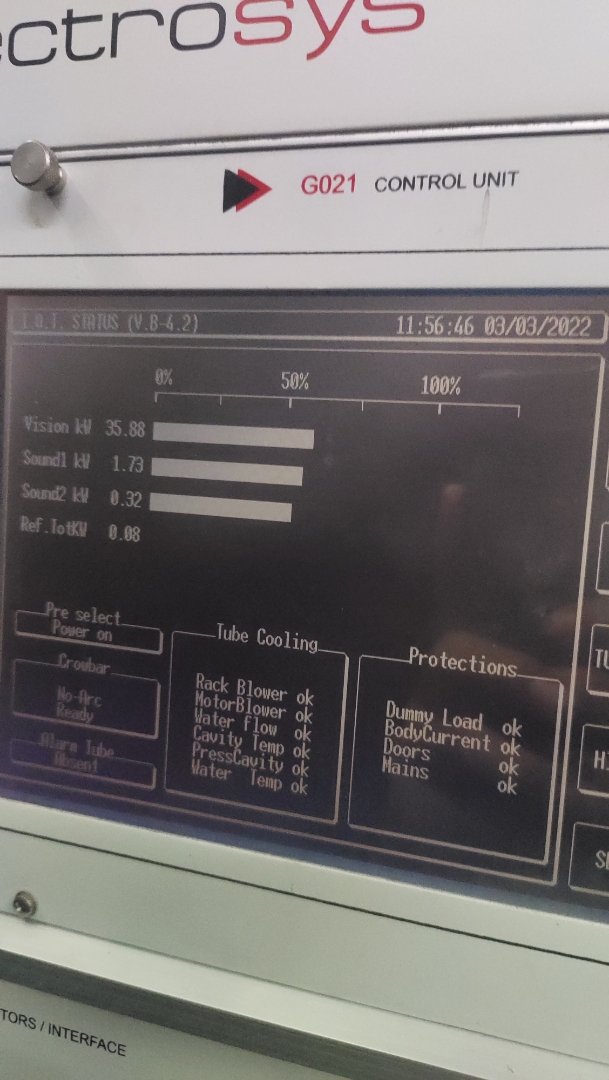 ectrosys
G021 CONTROL UNIT
I.O.T. STATUS (V.B-4.2) 11:56:46 03/03/2022
0% 50% 100%
Vision kW 35.88
Sound1 kW 1.73
Sound2 kW 0.32
Ref.TotKW 0.08
Pre select
Power on
Crowbar
No-Arc
Ready
Alarm Tube
Absent
Tube Cooling
Rack Blower ok
MotorBlower ok
Water flow ok
Cavity Temp ok
PressCavity ok
Water Temp ok
Protections
Dummy Load ok
BodyCurrent ok
Doors ok
Mains ok
TU
H
TORS / INTERFACE